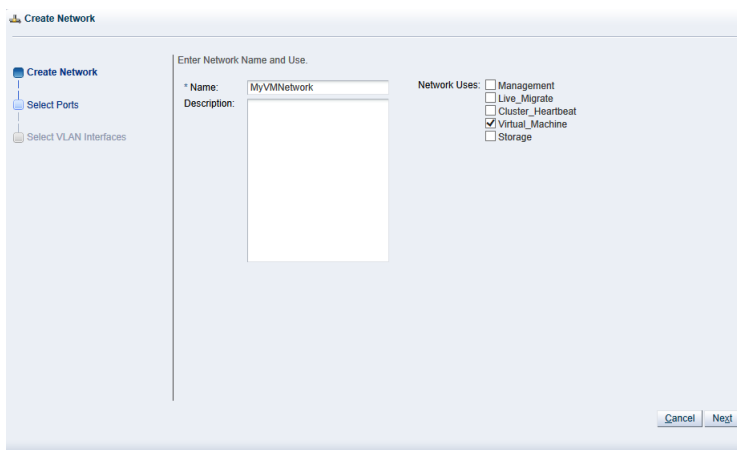 Create Network
Create Network
Select Ports
Select VLAN Interfaces
Enter Network Name and Use.
* Name: MyVMNetwork
Description:
Network Uses: Management
Live_Migrate
Cluster_Heartbeat
Virtual_Machine
Storage
Cancel Next